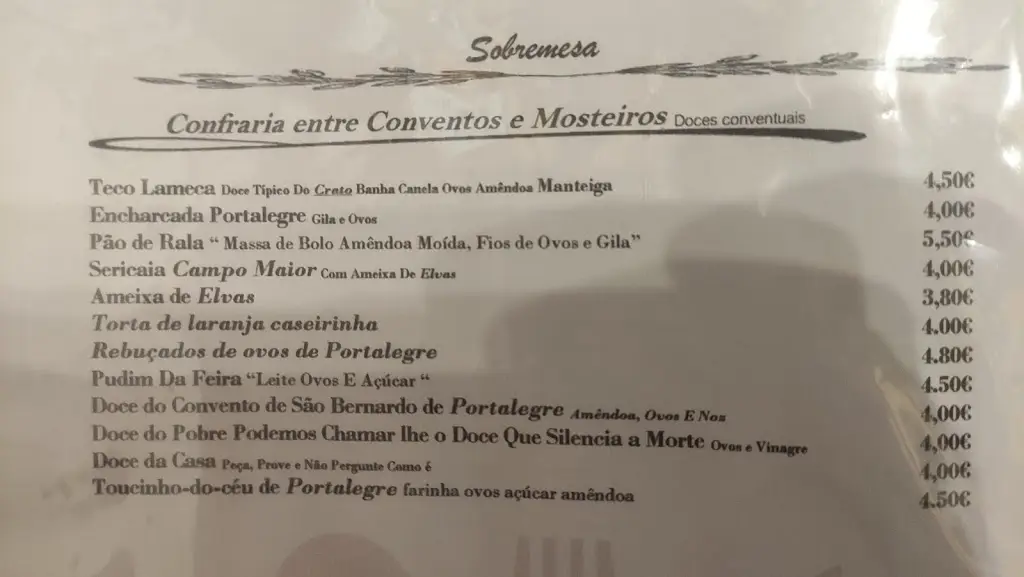 Sobremesa
Confraria entre Conventos e Mosteiros Doces conventuais
Teco Lameca Doce Típico Do Crato Banha Canela Ovos Amêndoa Manteiga 4,50€
Encharcada Portalegre Gila e Ovos 4,00€
Pão de Rala “ Massa de Bolo Amêndoa Moída, Fios de Ovos e Gila” 5,50€
Sericaia Campo Maior Com Ameixa De Elvas 4,00€
Ameixa de Elvas 3,80€
Torta de laranja caseirinha 4.00€
Rebuçados de ovos de Portalegre 4.80€
Pudim Da Feira “Leite Ovos E Açúcar “ 4.50€
Doce do Convento de São Bernardo de Portalegre Amêndoa, Ovos E Noz 4,00€
Doce do Pobre Podemos Chamar lhe o Doce Que Silencia a Morte Ovos e Vinagre 4,00€
Doce da Casa Peça, Prove e Não Pergunte Como é 4,00€
Toucinho-do-céu de Portalegre farinha ovos açúcar amêndoa 4.50€